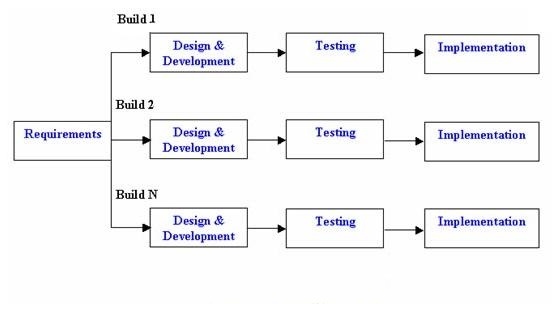 Build 1
Design &
Development
Testing
Implementation
Build 2
Requirements
Design &
Development
Testing
Implementation
Build N
Design &
Development
Testing
Implementation